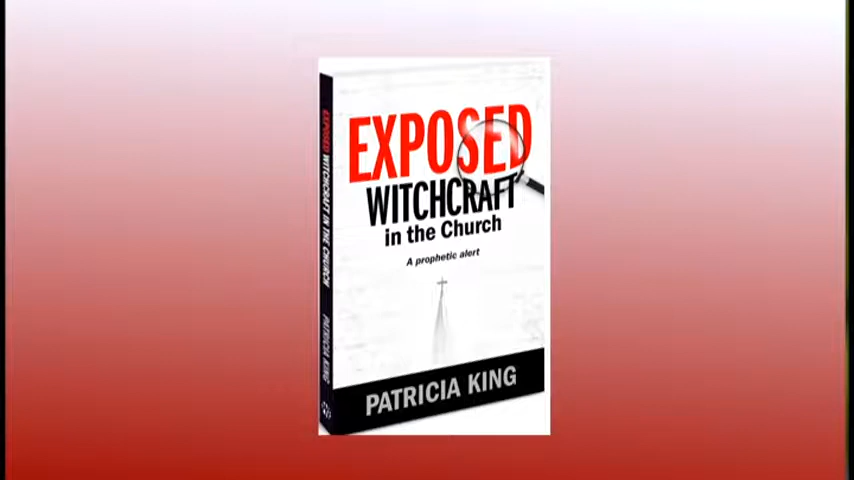 EXPOSED
WITCHCRAFT
in the Church
A prophetic alert
PATRICIA KING
EXPOSED WITCHCRAFT IN THE CHURCH
PATRICIA KING